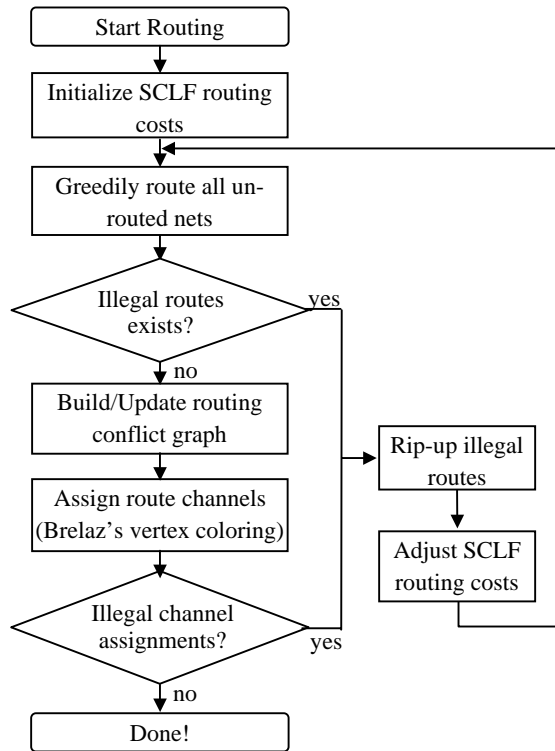 Start Routing
Initialize SCLF routing
costs
Greedily route all un-
routed nets
Illegal routes
exists?
yes
no
Build/Update routing
conflict graph
Assign route channels
(Brelaz's vertex coloring)
Rip-up illegal
routes
Adjust SCLF
routing costs
Illegal channel
assignments?
yes
no
Done!